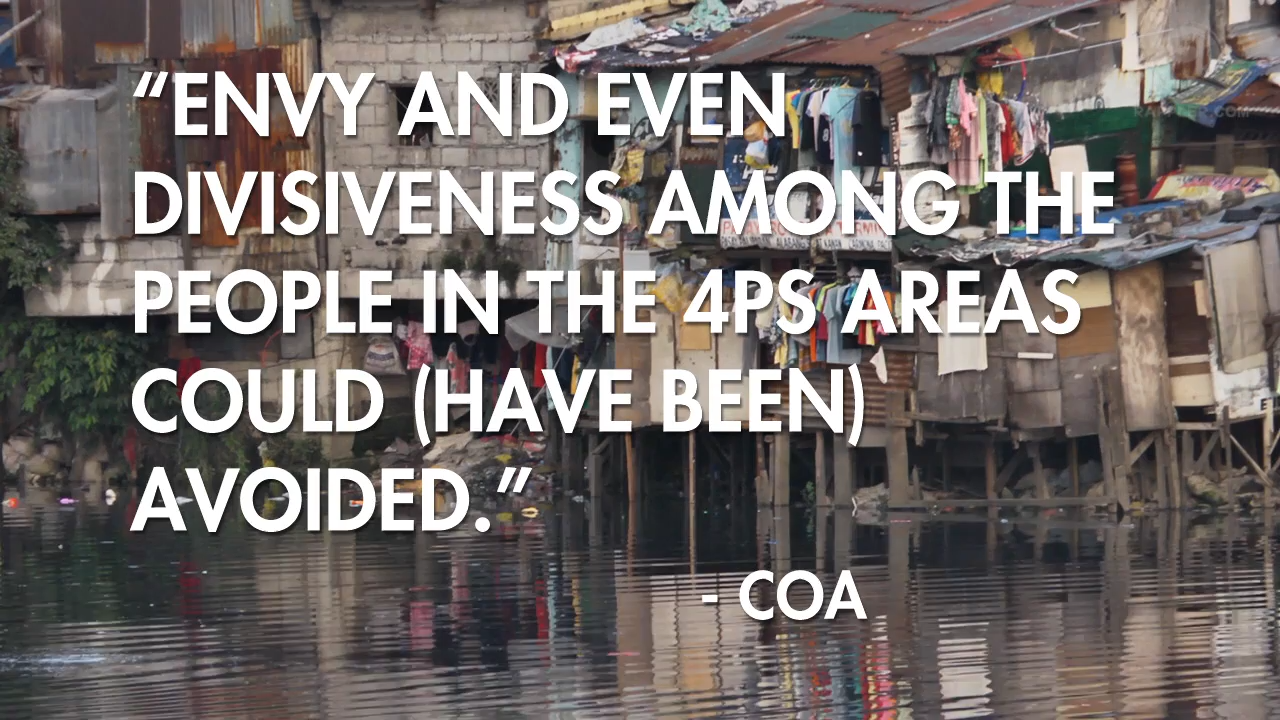 “ENVY AND EVEN
DIVISIVENESS AMONG THE
PEOPLE IN THE 4PS AREAS
COULD (HAVE BEEN)
AVOIDED.”
- COA